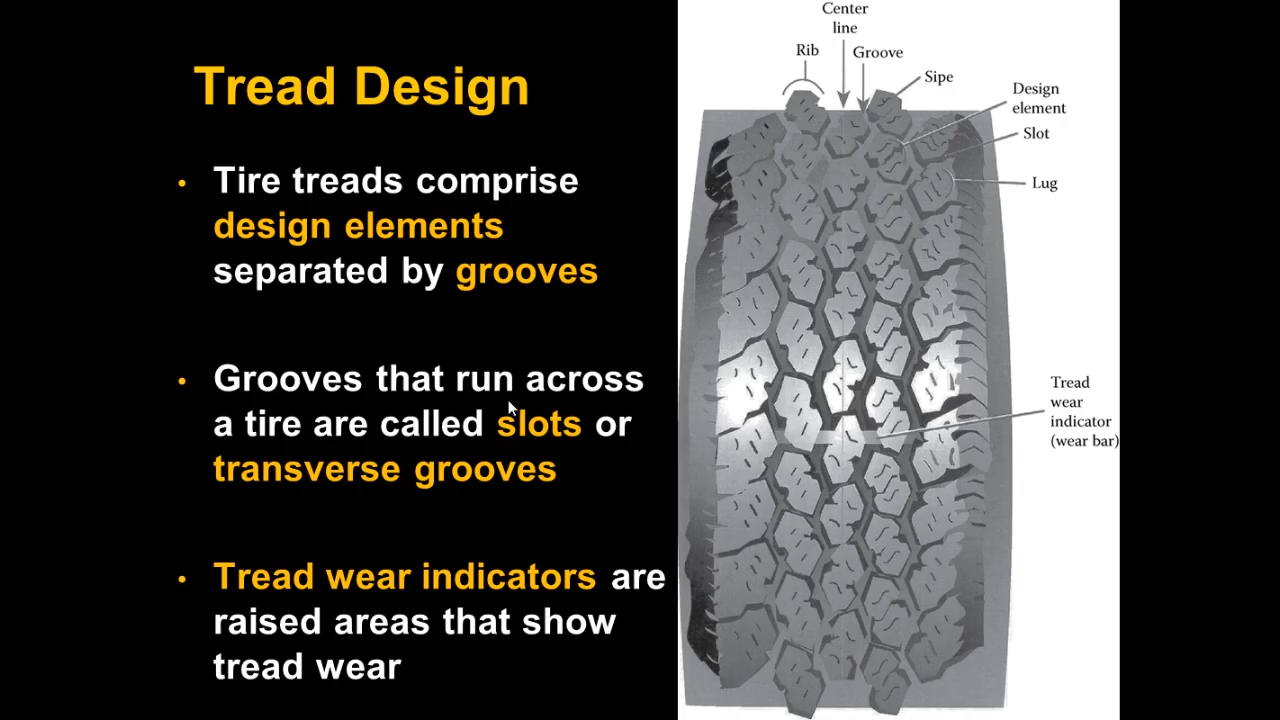 Tread Design
• Tire treads comprise
design elements
separated by grooves
• Grooves that run across
a tire are called slots or
transverse grooves
• Tread wear indicators are
raised areas that show
tread wear
Center
line
Rib
Groove
Sipe
Design
element
Slot
Lug
Tread
wear
indicator
(wear bar)